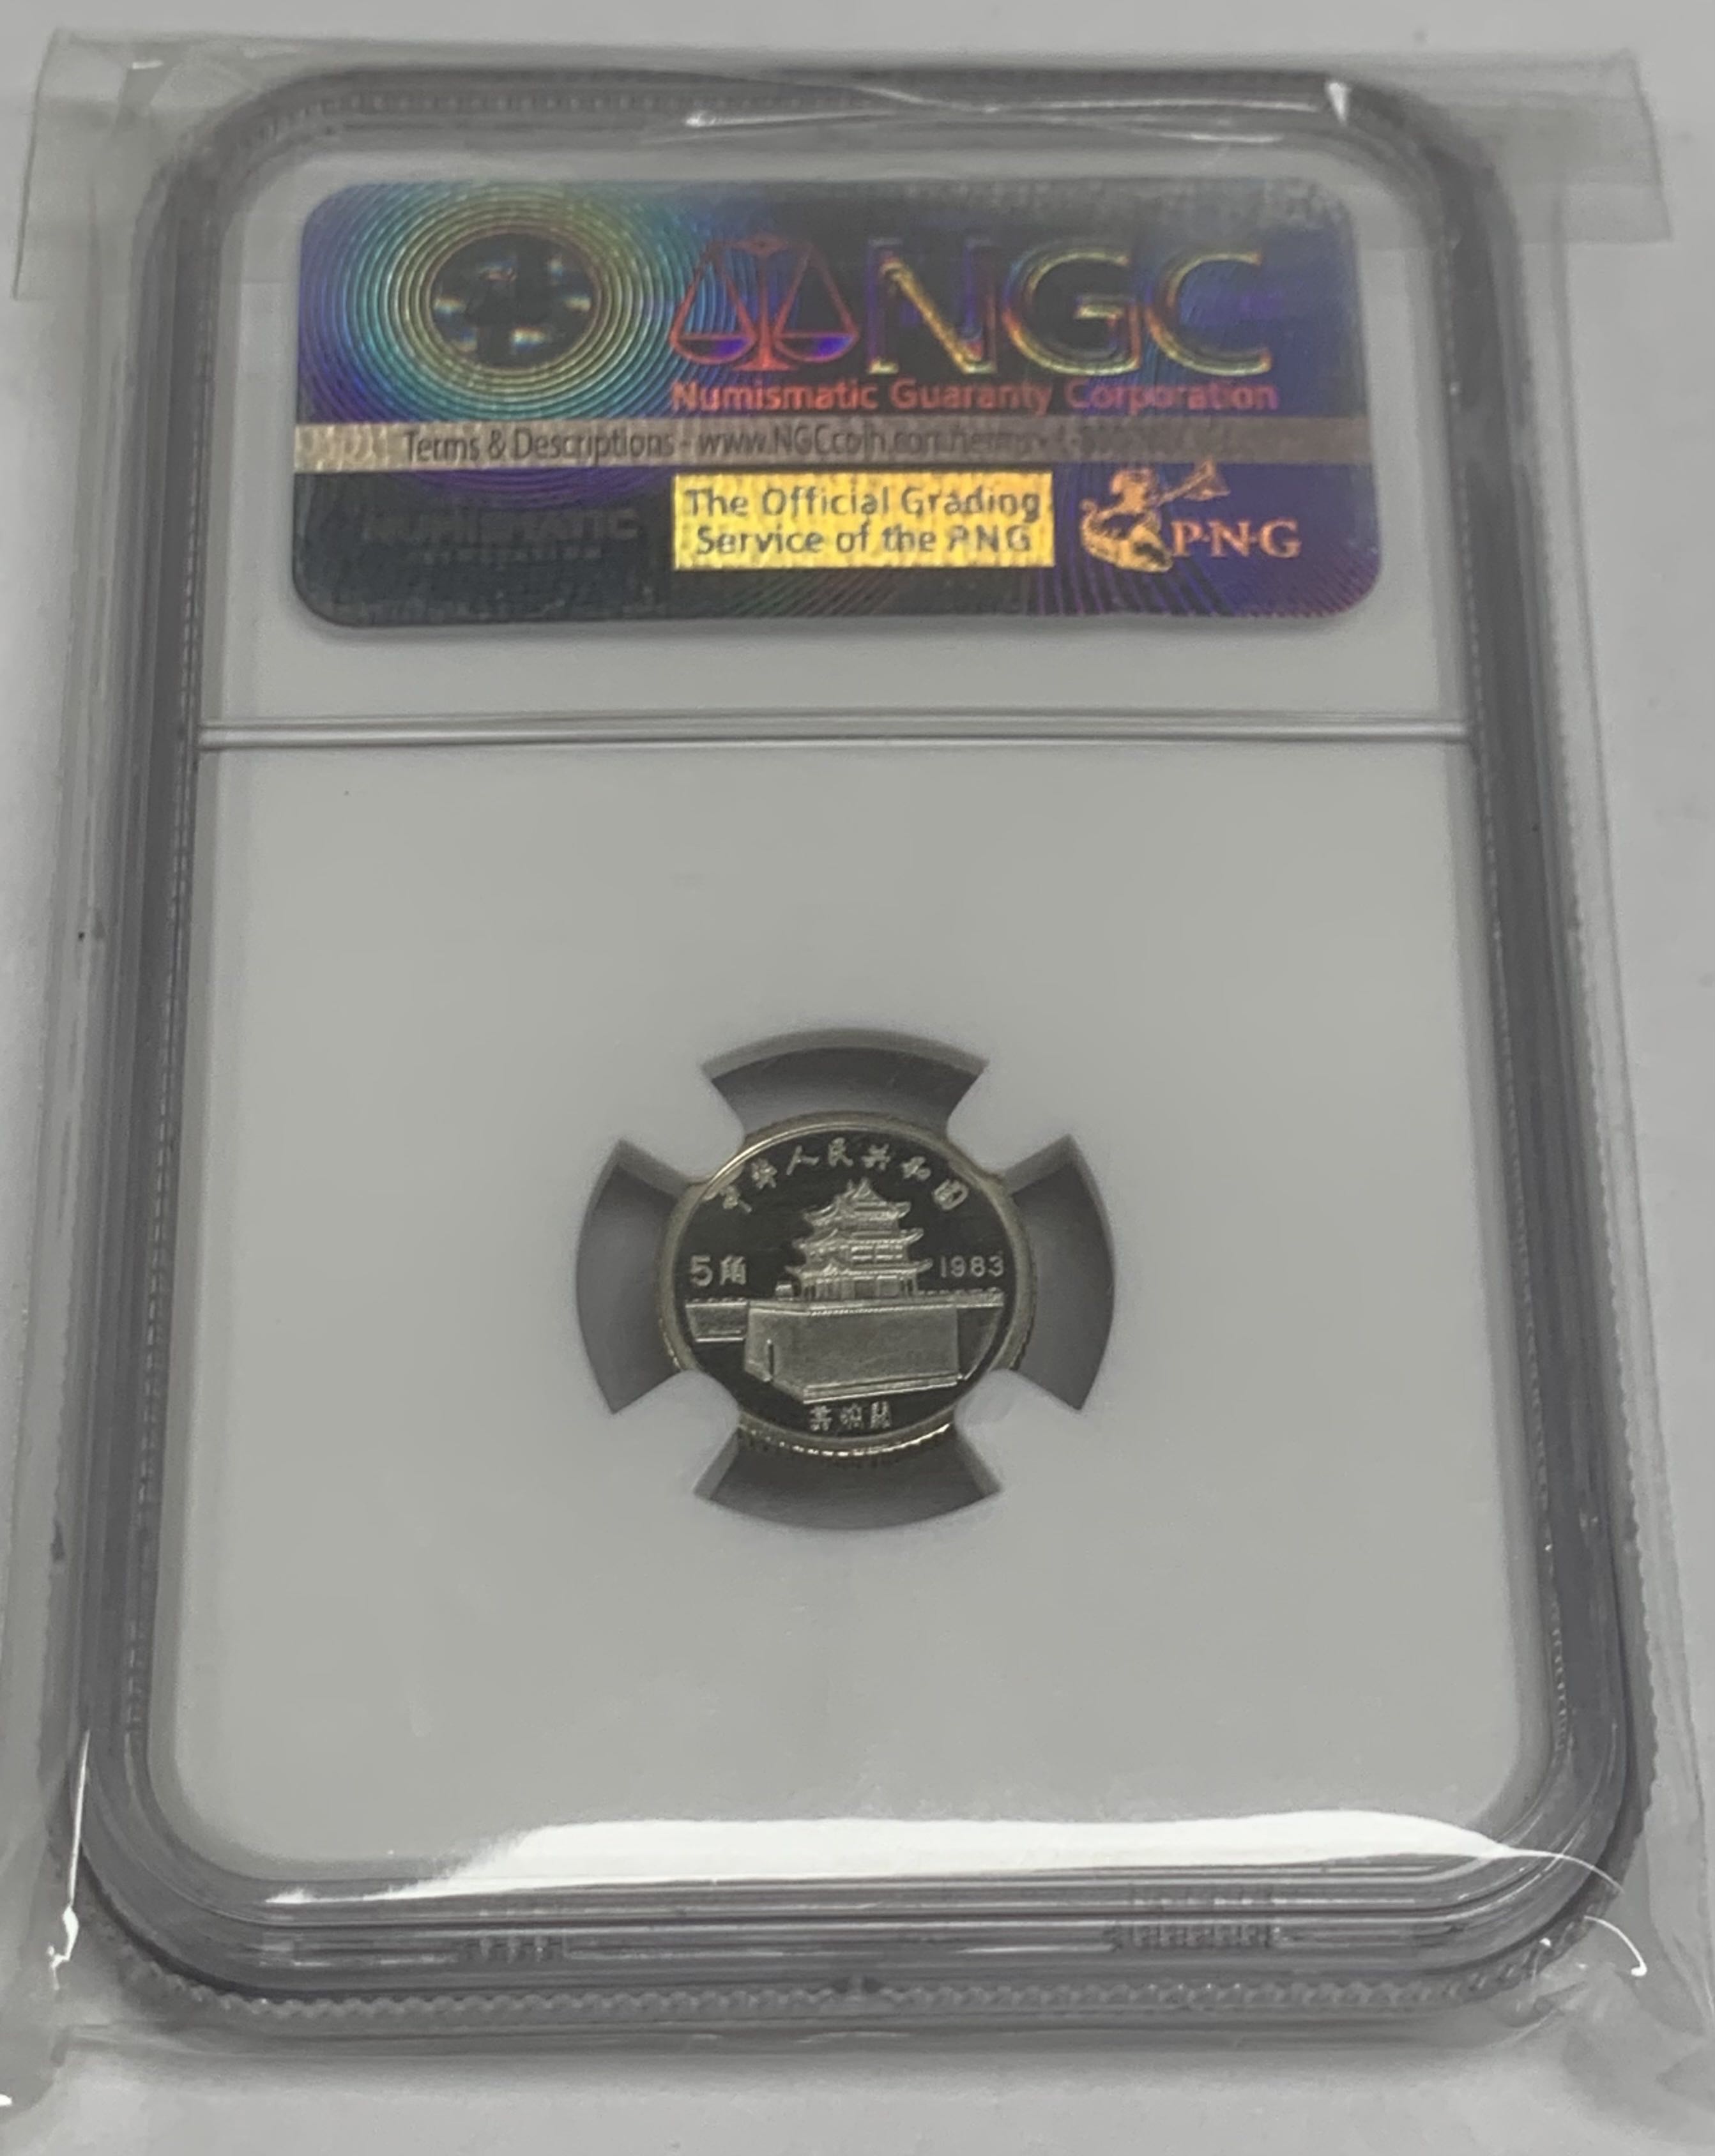 NGC
Numismatic Guaranty Corporation
Terms & Descriptions - www.NGCcoin.com/
NUMISMATIC
The Official Grading
Service of the PNG
P·N·G
中华人民共和国
5角
1983